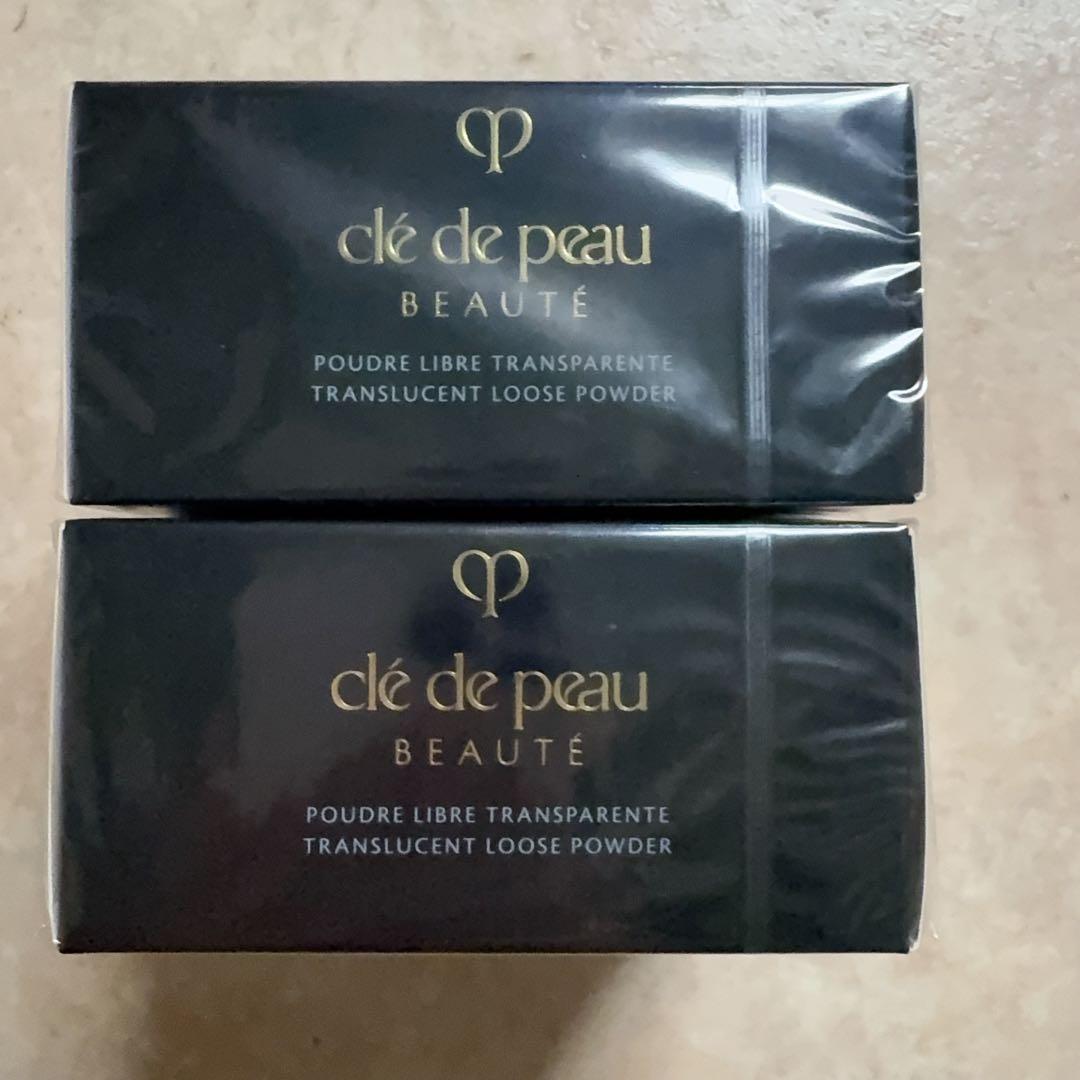 clé de peau
BEAUTÉ
POUDRE LIBRE TRANSPARENTE
TRANSLUCENT LOOSE POWDER
clé de peau
BEAUTÉ
POUDRE LIBRE TRANSPARENTE
TRANSLUCENT LOOSE POWDER